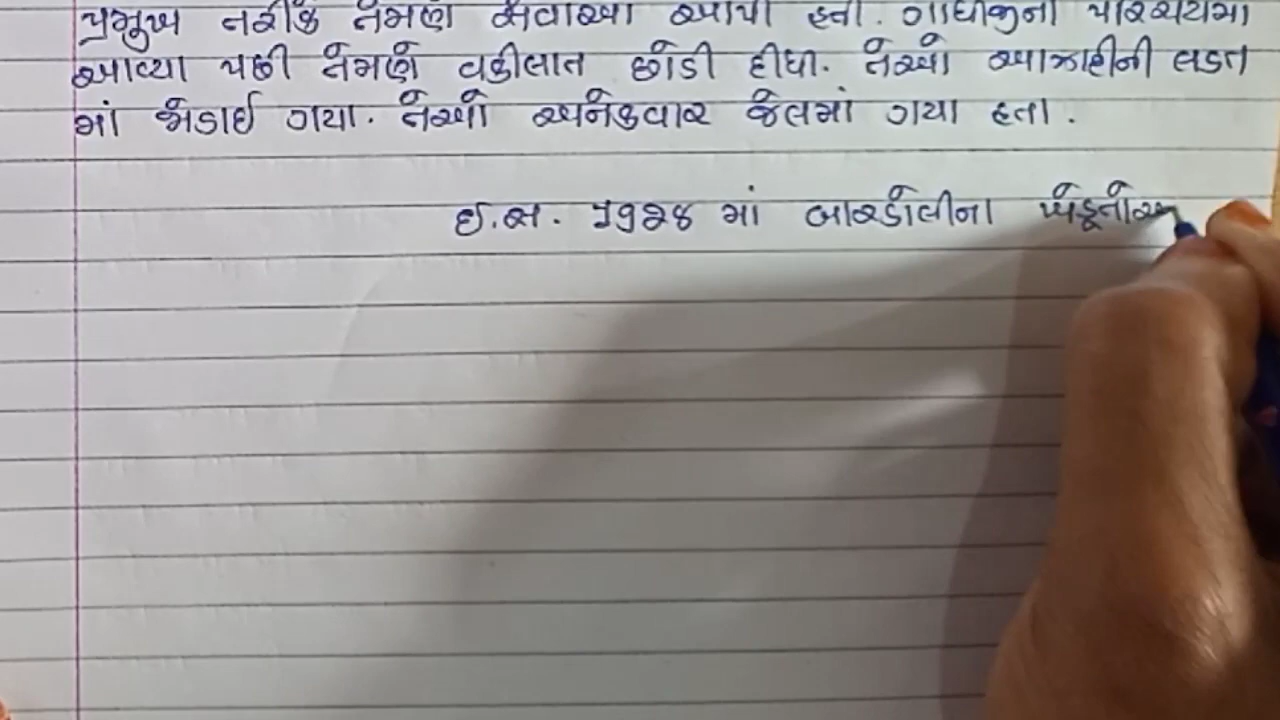 પ્રમુખ તરીકે તેમણે સેવાઓ આપી હતી. ગાંધીજીના પરિચયમાં
આવ્યા પછી તેમણે વકીલાત છોડી દીધી. તેઓ આઝાદીની લડત
માં જોડાઈ ગયા. તેઓ અનેકવાર જેલમાં ગયા હતા.
ઈ.સ. ૧૯૨૮ માં બારડોલીના ખેડૂતોએ